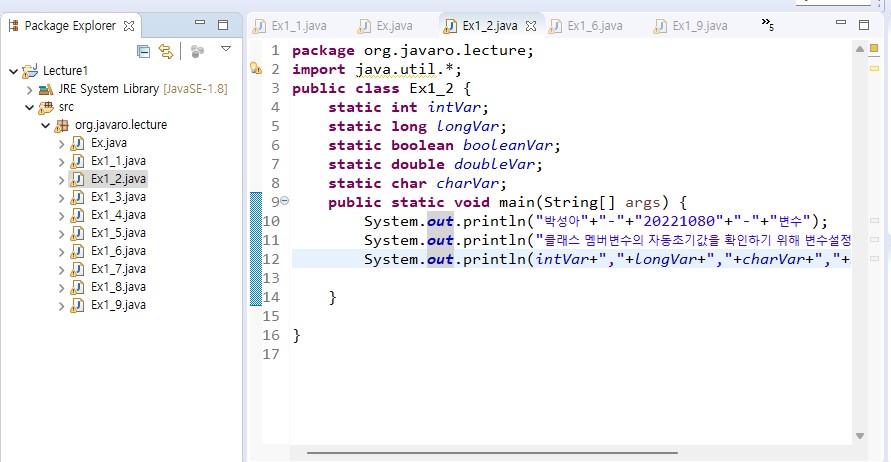 Package Explorer
Lecture1
JRE System Library [JavaSE-1.8]
src
org.javaro.lecture
Ex.java
Ex1_1.java
Ex1_2.java
Ex1_3.java
Ex1_4.java
Ex1_5.java
Ex1_6.java
Ex1_7.java
Ex1_8.java
Ex1_9.java
Ex1_1.java Ex.java Ex1_2.java Ex1_6.java Ex1_9.java »5
1 package org.javaro.lecture;
2 import java.util.*;
3 public class Ex1_2 {
4 static int intVar;
5 static long longVar;
6 static boolean booleanVar;
7 static double doubleVar;
8 static char charVar;
9 public static void main(String[] args) {
10 System.out.println("박성아"+"-"+"20221080"+"-"+"변수");
11 System.out.println("클래스 멤버변수의 자동초기값을 확인하기 위해 변수설정
12 System.out.println(intVar+","+longVar+","+charVar+","+
13
14 }
15
16 }
17